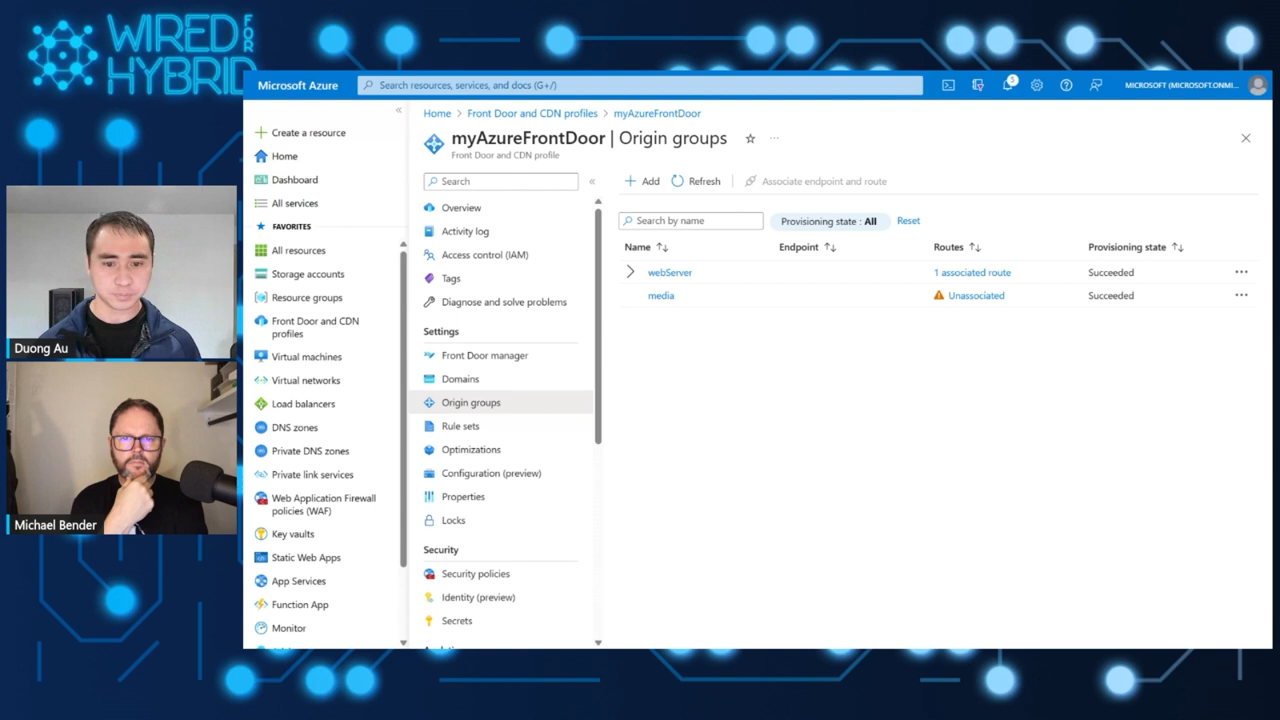 WIRED FOR
HYBRID
Microsoft Azure
Search resources, services, and docs (G+/)
3
MICROSOFT (MICROSOFT.ONMI...
Create a resource
Home
Dashboard
All services
FAVORITES
All resources
Storage accounts
Resource groups
Front Door and CDN
profiles
Virtual machines
Virtual networks
Load balancers
DNS zones
Private DNS zones
Private link services
Web Application Firewall
policies (WAF)
Key vaults
Static Web Apps
App Services
Function App
Monitor
Home > Front Door and CDN profiles > myAzureFrontDoor
myAzureFrontDoor | Origin groups
Front Door and CDN profile
Search
Overview
Activity log
Access control (IAM)
Tags
Diagnose and solve problems
Settings
Front Door manager
Domains
Origin groups
Rule sets
Optimizations
Configuration (preview)
Properties
Locks
Security
Security policies
Identity (preview)
Secrets
Add Refresh Associate endpoint and route
Search by name Provisioning state : All Reset
Name Endpoint Routes Provisioning state
webServer 1 associated route Succeeded
media Unassociated Succeeded
Duong Au
Michael Bender